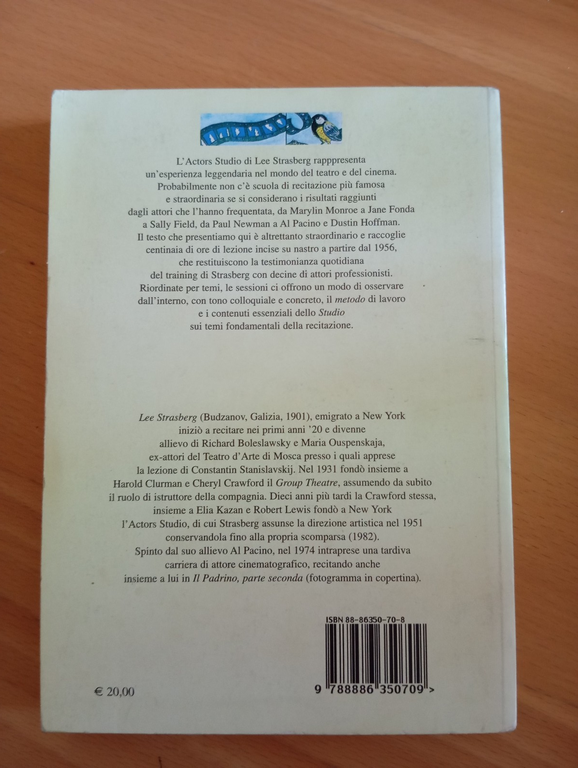 L'Actors Studio di Lee Strasberg rapppresenta
un'esperienza leggendaria nel mondo del teatro e del cinema.
Probabilmente non c'è scuola di recitazione più famosa
e straordinaria se si considerano i risultati raggiunti
dagli attori che l'hanno frequentata, da Marylin Monroe a Jane Fonda
a Sally Field, da Paul Newman a Al Pacino e Dustin Hoffman.
Il testo che presentiamo qui è altrettanto straordinario e raccoglie
centinaia di ore di lezione incise su nastro a partire dal 1956,
che restituiscono la testimonianza quotidiana
del training di Strasberg con decine di attori professionisti.
Riordinate per temi, le sessioni ci offrono un modo di osservare
dall'interno, con tono colloquiale e concreto, il metodo di lavoro
e i contenuti essenziali dello Studio
sui temi fondamentali della recitazione.
Lee Strasberg (Budzanov, Galizia, 1901), emigrato a New York
iniziò a recitare nei primi anni '20 e divenne
allievo di Richard Boleslawsky e Maria Ouspenskaja,
ex-attori del Teatro d'Arte di Mosca presso i quali apprese
la lezione di Constantin Stanislavskij. Nel 1931 fondò insieme a
Harold Clurman e Cheryl Crawford il Group Theatre, assumendo da subito
il ruolo di istruttore della compagnia. Dieci anni più tardi la Crawford stessa,
insieme a Elia Kazan e Robert Lewis fondò a New York
l'Actors Studio, di cui Strasberg assunse la direzione artistica nel 1951
conservandola fino alla propria scomparsa (1982).
Spinto dal suo allievo Al Pacino, nel 1974 intraprese una tardiva
carriera di attore cinematografico, recitando anche
insieme a lui in Il Padrino, parte seconda (fotogramma in copertina).
ISBN 88-86350-70-8
9 788886 350709 >
€ 20,00